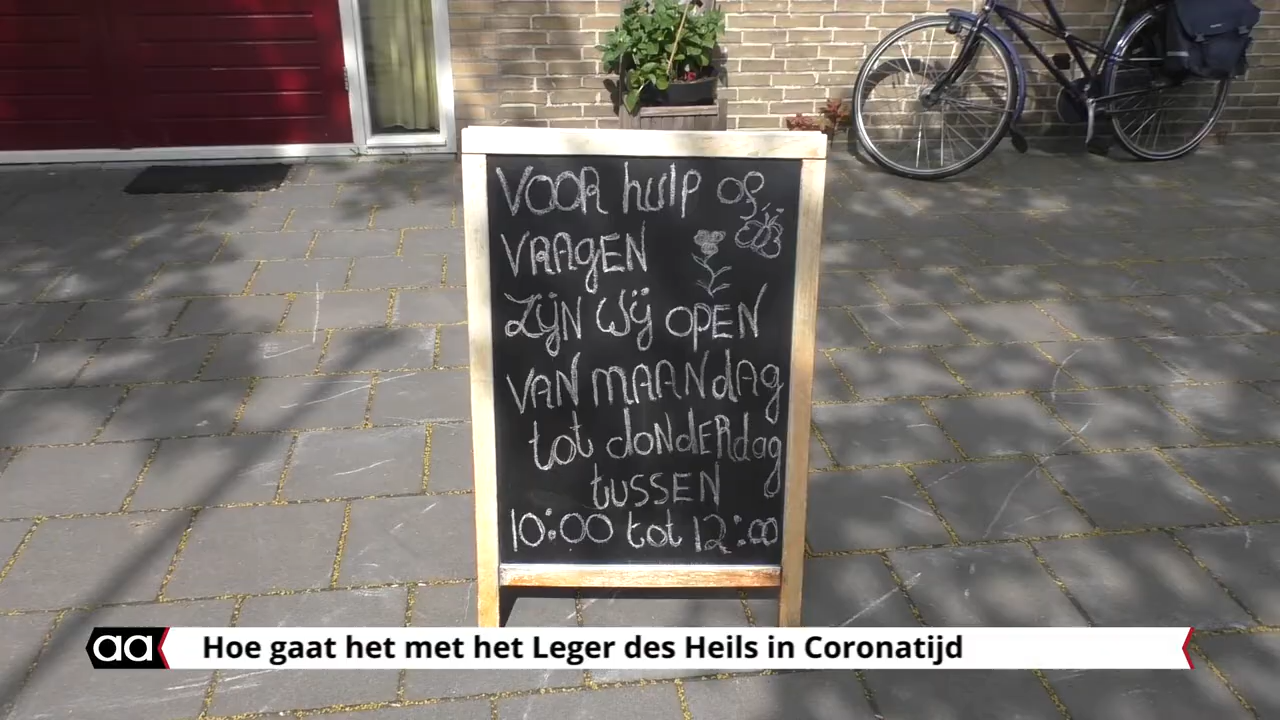 VOOR hulp of
VRAGEN
ZijN Wij OPEN
VAN MAANdAg
tot dONdERdag
tUSSEN
10:00 tot 12:00
aa Hoe gaat het met het Leger des Heils in Coronatijd